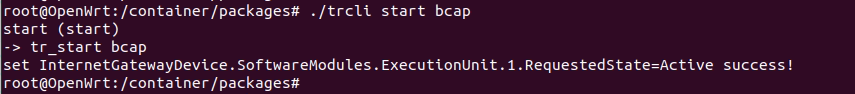 root@OpenWrt:/container/packages# ./trcli start bcap
start (start)
-> tr_start bcap
set InternetGatewayDevice.SoftwareModules.ExecutionUnit.1.RequestedState=Active success!
root@OpenWrt:/container/packages#